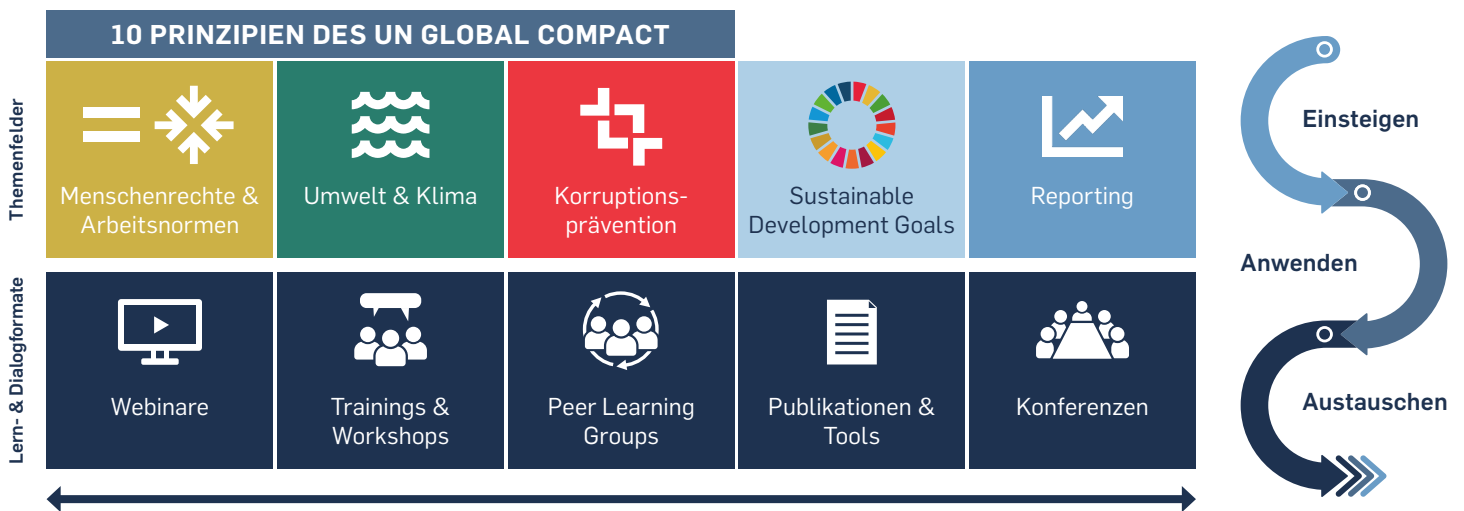 10 PRINZIPIEN DES UN GLOBAL COMPACT
Themenfelder
Menschenrechte &
Arbeitsnormen
Umwelt & Klima
Korruptions-
prävention
Sustainable
Development Goals
Reporting
Lern- & Dialogformate
Webinare
Trainings &
Workshops
Peer Learning
Groups
Publikationen &
Tools
Konferenzen
Einsteigen
Anwenden
Austauschen